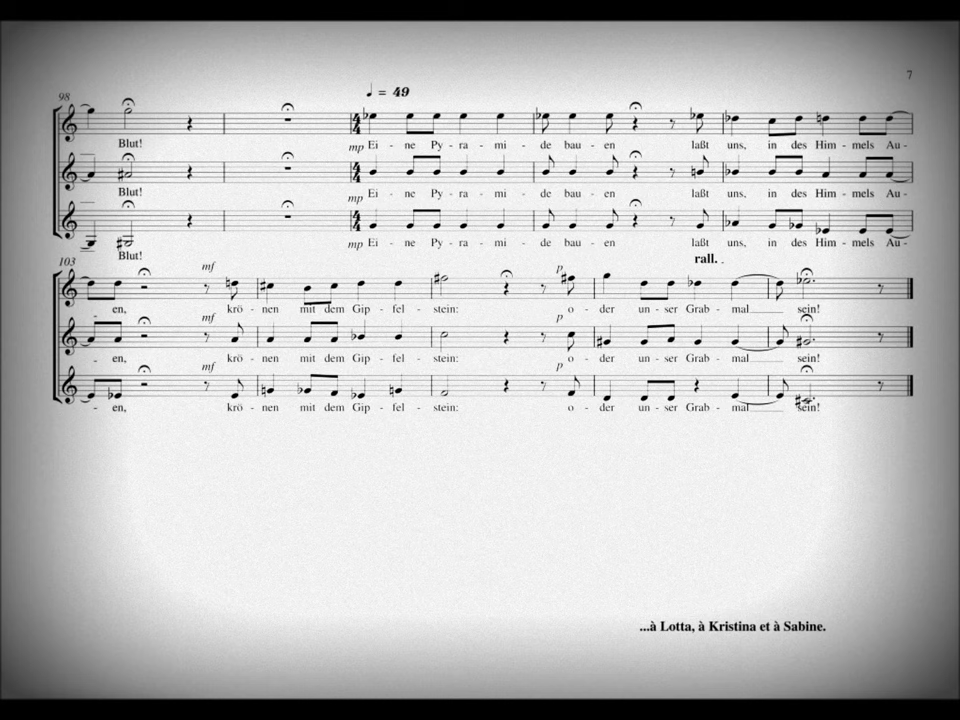 7
98
♩ = 49
Blut! mp Ei - ne Py - ra - mi - de bau - en laßt uns, in des Him - mels Au -
Blut! mp Ei - ne Py - ra - mi - de bau - en laßt uns, in des Him - mels Au -
Blut! mp Ei - ne Py - ra - mi - de bau - en laßt uns, in des Him - mels Au -
rall. .
103 mf p
- en, krö - nen mit dem Gip - fel - stein: o - der un - ser Grab - mal sein!
mf p
- en, krö - nen mit dem Gip - fel - stein: o - der un - ser Grab - mal sein!
mf p
- en, krö - nen mit dem Gip - fel - stein: o - der un - ser Grab - mal sein!
...à Lotta, à Kristina et à Sabine.